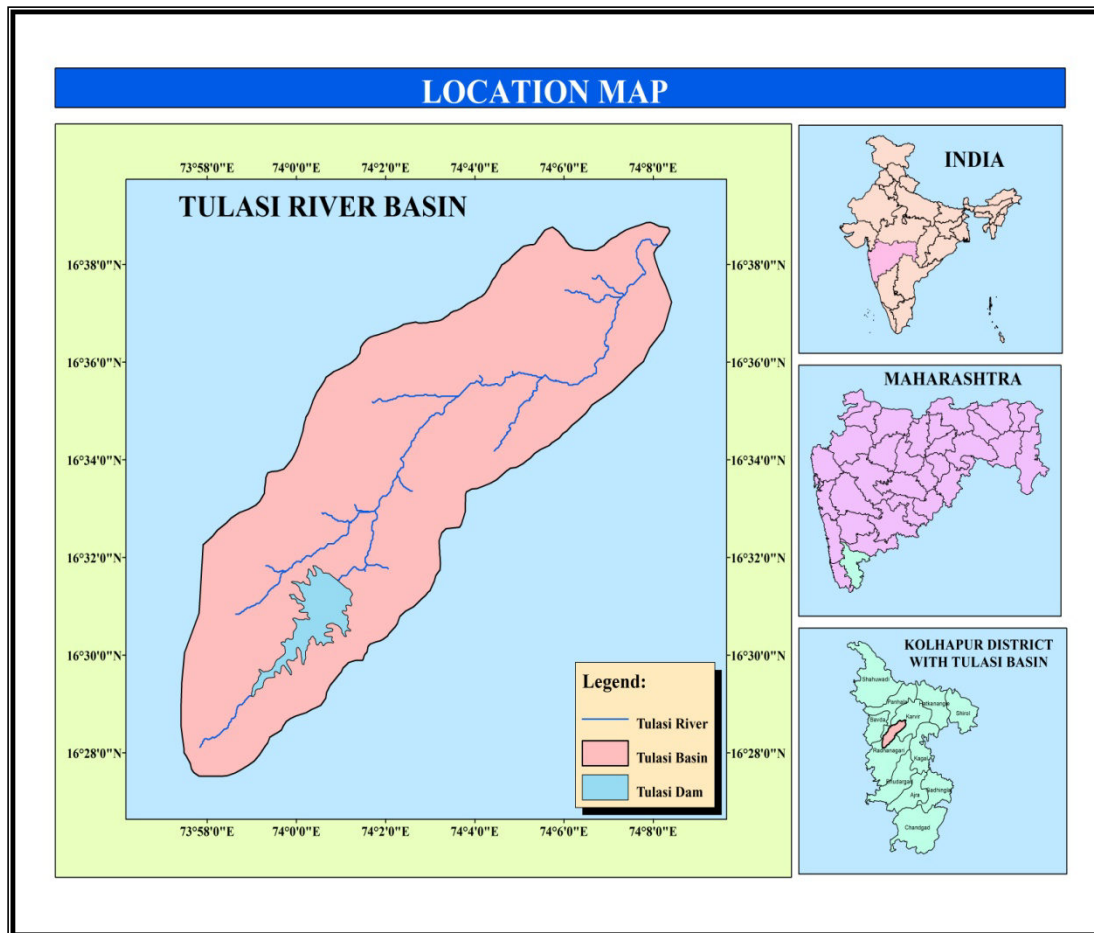 LOCATION MAP
73°58'0"E 74°0'0"E 74°2'0"E 74°4'0"E 74°6'0"E 74°8'0"E
TULASI RIVER BASIN
16°38'0"N 16°38'0"N
16°36'0"N 16°36'0"N
16°34'0"N 16°34'0"N
16°32'0"N 16°32'0"N
16°30'0"N 16°30'0"N
16°28'0"N 16°28'0"N
Legend:
Tulasi River
Tulasi Basin
Tulasi Dam
73°58'0"E 74°0'0"E 74°2'0"E 74°4'0"E 74°6'0"E 74°8'0"E
INDIA
MAHARASHTRA
KOLHAPUR DISTRICT
WITH TULASI BASIN
Shahuwadi
Panhala
Hatkanangle
Shirol
Bavda
Karvir
Radhanagari
Kagal
Bhudargad
Ajra
Gadhinglaj
Chandgad